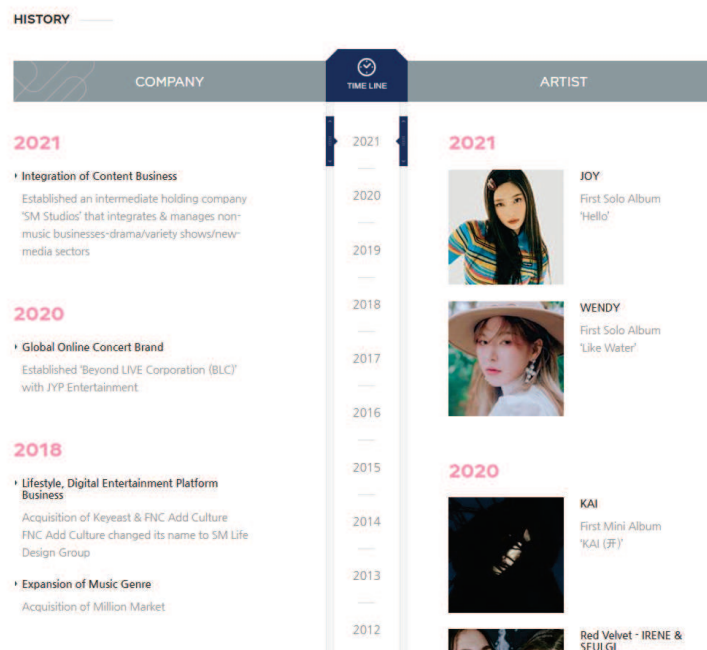 HISTORY
COMPANY
TIME LINE
ARTIST
2021
Integration of Content Business
Established an intermediate holding company
'SM Studios' that integrates & manages non-
music businesses-drama/variety shows/new-
media sectors
2020
Global Online Concert Brand
Established 'Beyond LIVE Corporation (BLC)'
with JYP Entertainment
2018
Lifestyle, Digital Entertainment Platform
Business
Acquisition of Keyeast & FNC Add Culture
FNC Add Culture changed its name to SM Life
Design Group
Expansion of Music Genre
Acquisition of Million Market
2021
2020
2019
2018
2017
2016
2015
2014
2013
2012
2021
JOY
First Solo Album
'Hello'
WENDY
First Solo Album
'Like Water'
2020
KAI
First Mini Album
'KAI (开)'
Red Velvet - IRENE &
SEULGI